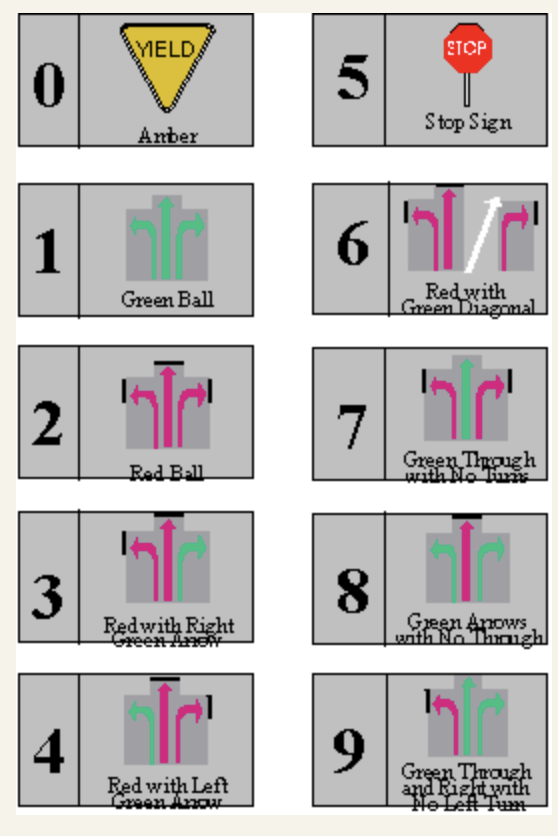 0
YIELD
Amber
1
Green Ball
2
Red Ball
3
Red with Right
Green Arrow
4
Red with Left
Green Arrow
5
STOP
Stop Sign
6
Red with
Green Diagonal
7
Green Through
with No Turns
8
Green Arrows
with No Through
9
Green Through
and Right with
No Left Turn